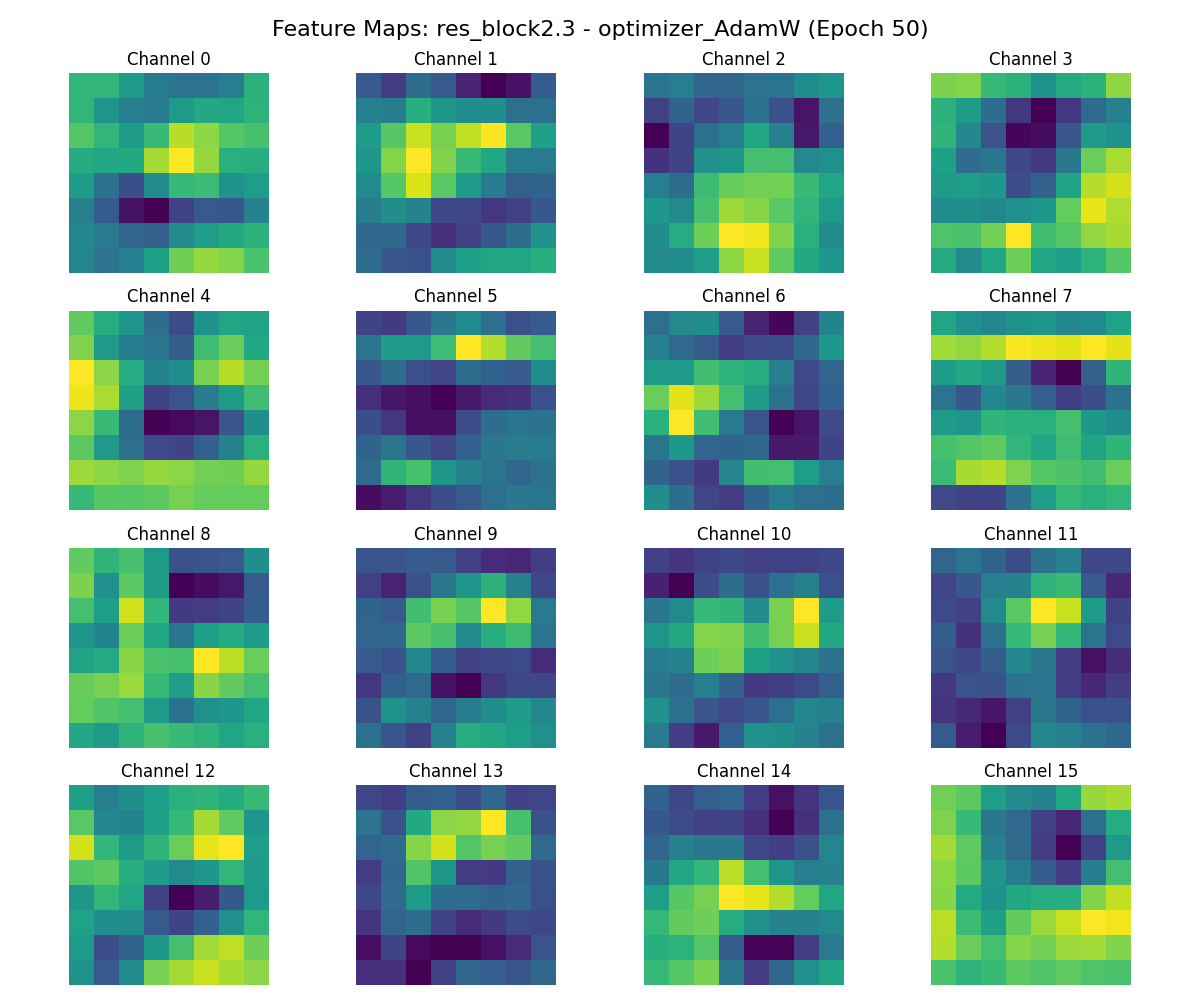 Feature Maps: res_block2.3 - optimizer_AdamW (Epoch 50)
Channel 0 Channel 1 Channel 2 Channel 3
Channel 4 Channel 5 Channel 6 Channel 7
Channel 8 Channel 9 Channel 10 Channel 11
Channel 12 Channel 13 Channel 14 Channel 15